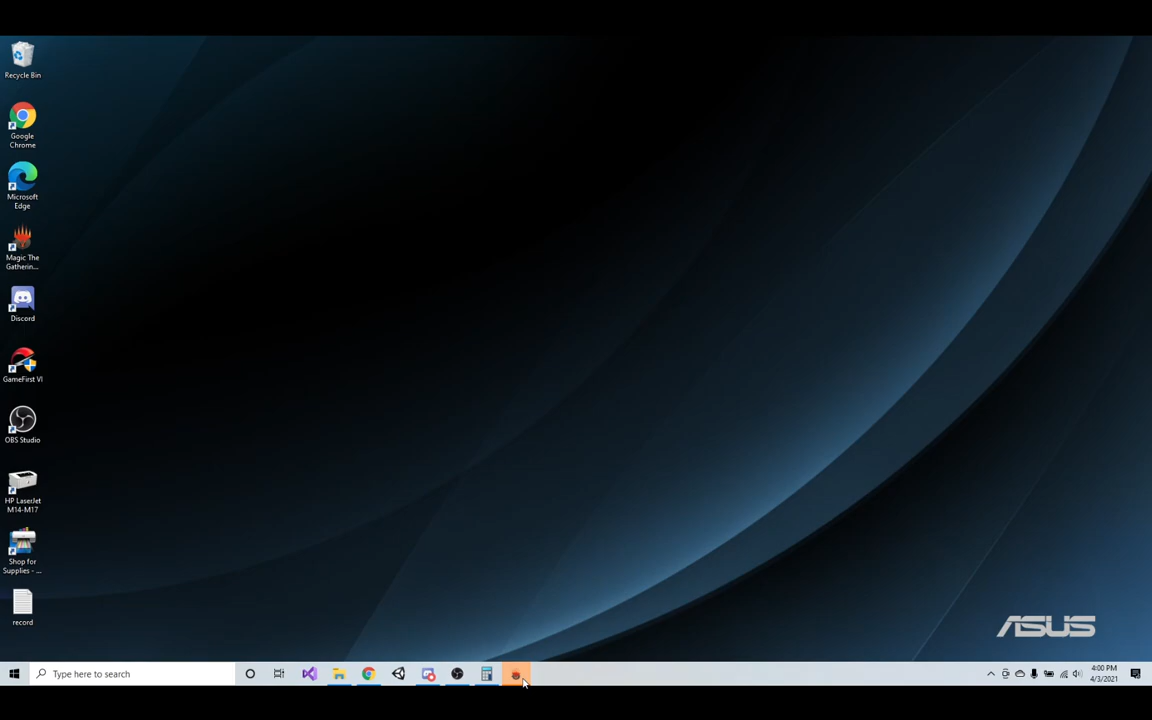 Recycle Bin
Google
Chrome
Microsoft
Edge
Magic The
Gatherin...
Discord
GameFirst VI
OBS Studio
HP LaserJet
M14-M17
Shop for
Supplies - ...
record
ASUS
Type here to search
4:00 PM
4/3/2021